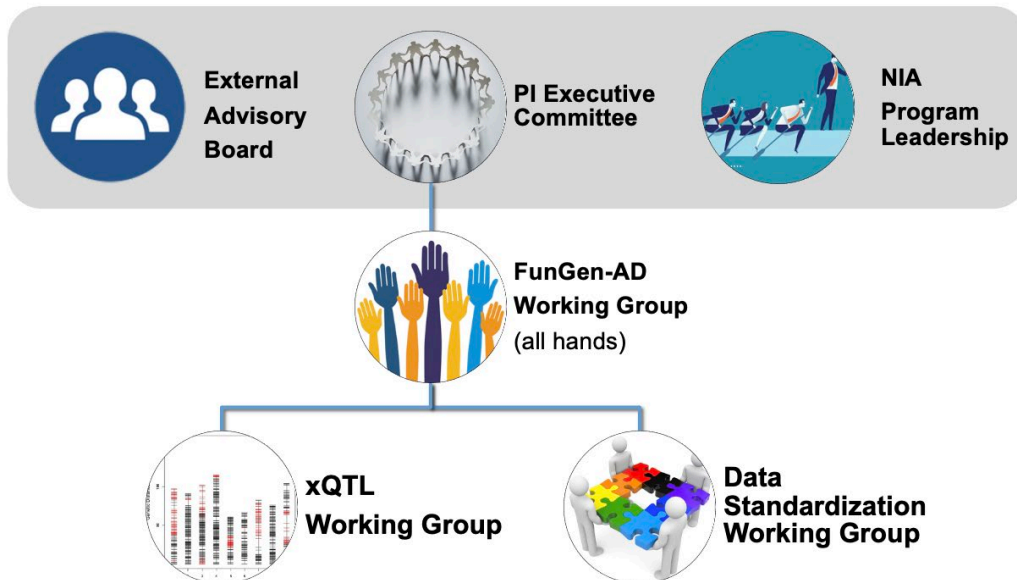 External
Advisory
Board
PI Executive
Committee
NIA
Program
Leadership
FunGen-AD
Working Group
(all hands)
xQTL
Working Group
Data
Standardization
Working Group